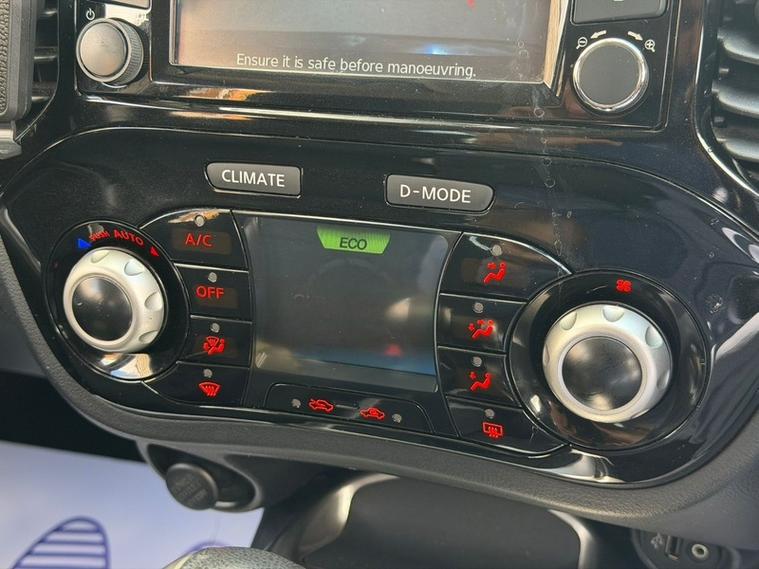 Ensure it is safe before manoeuvring.
CLIMATE
D-MODE
AUTO
A/C
ECO
OFF